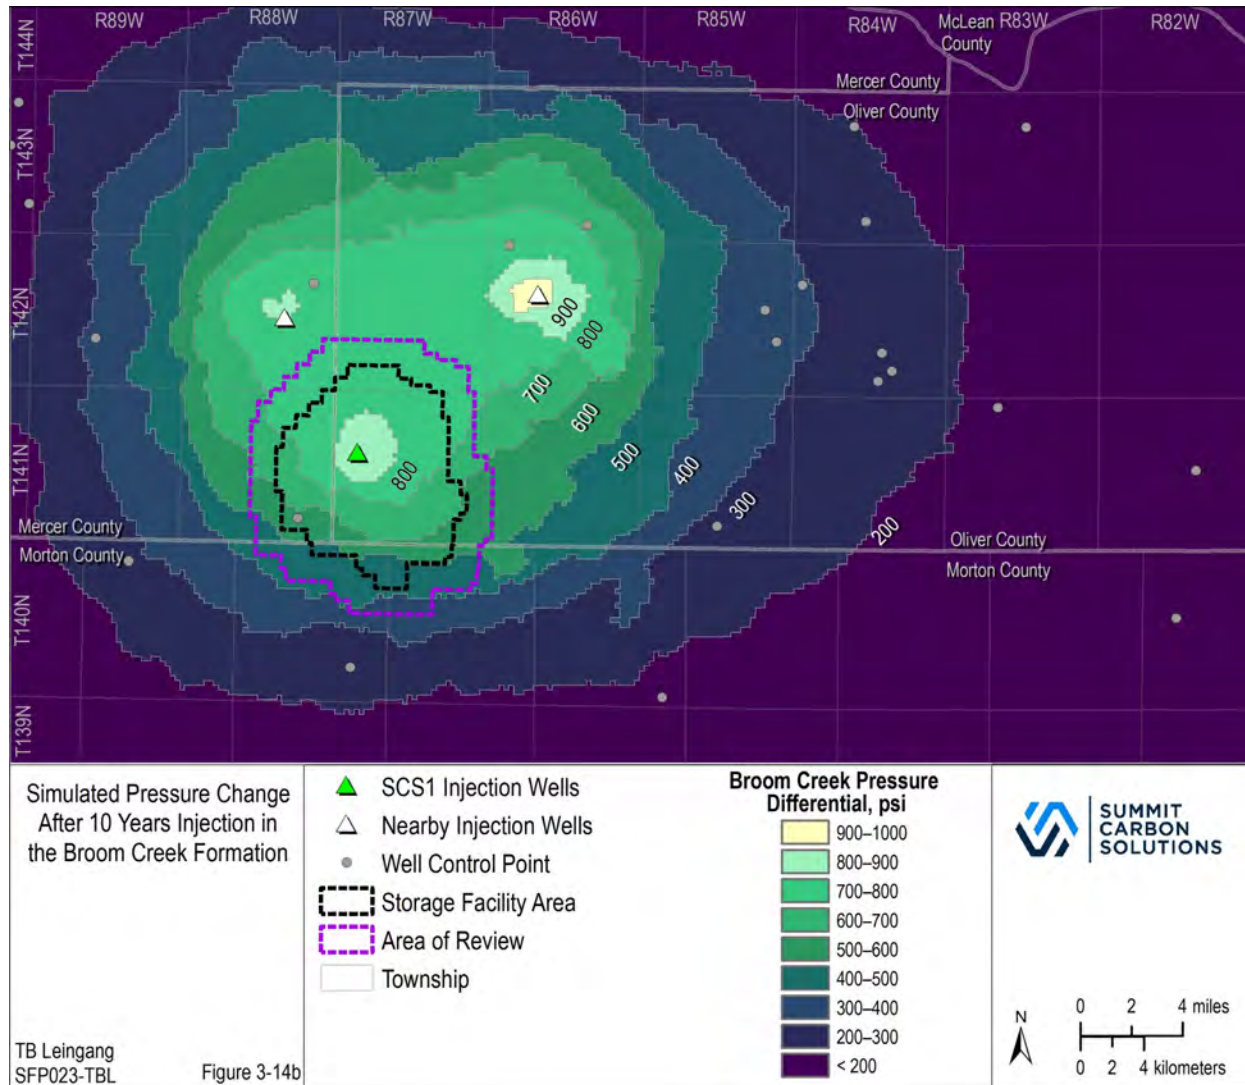 R89W
R88W
R87W
R86W
R85W
R84W
McLean
County
R83W
R82W
T144N
Mercer County
Oliver County
T143N
T142N
900
800
700
600
500
400
300
200
800
T141N
Mercer County
Morton County
Oliver County
Morton County
T140N
T139N
Simulated Pressure Change
After 10 Years Injection in
the Broom Creek Formation
TB Leingang
SFP023-TBL
Figure 3-14b
SCS1 Injection Wells
Nearby Injection Wells
Well Control Point
Storage Facility Area
Area of Review
Township
Broom Creek Pressure
Differential, psi
900–1000
800–900
700–800
600–700
500–600
400–500
300–400
200–300
< 200
SUMMIT
CARBON
SOLUTIONS
N
0 2 4 miles
0 2 4 kilometers